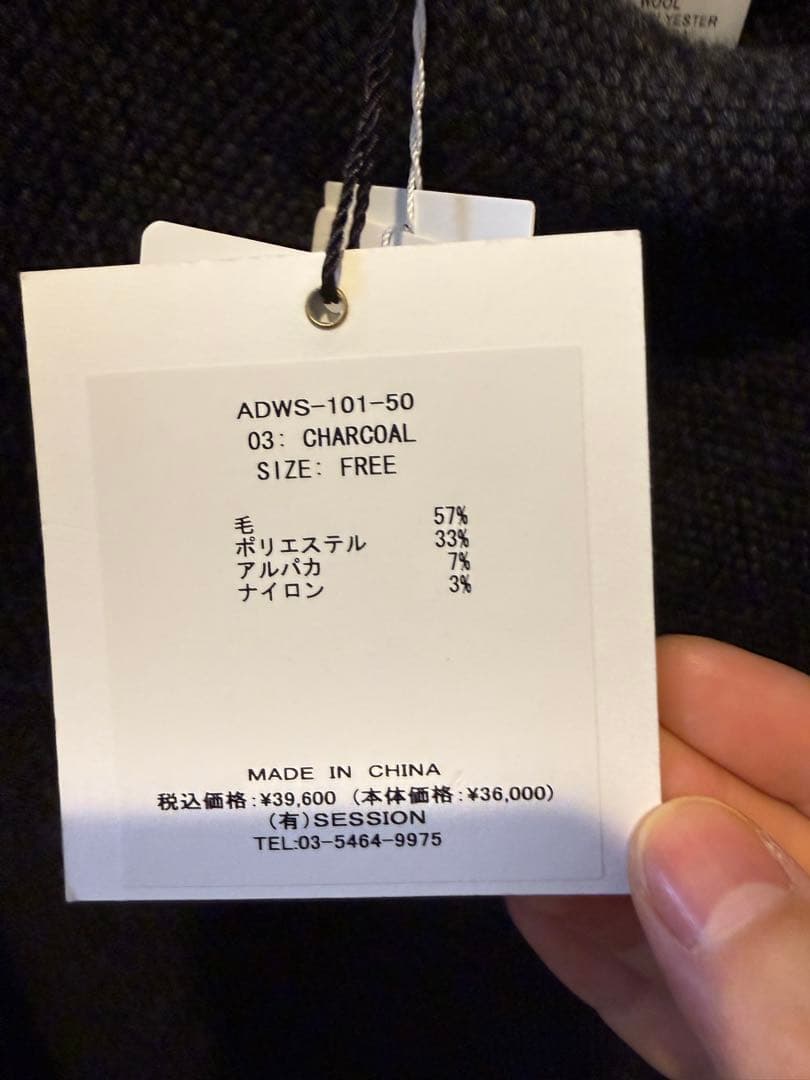 WOOL
ADWS-101-50
03: CHARCOAL
SIZE: FREE
毛 57%
ポリエステル 33%
アルパカ 7%
ナイロン 3%
MADE IN CHINA
税込価格:¥39,600 (本体価格:¥36,000)
(有)SESSION
TEL:03-5464-9975